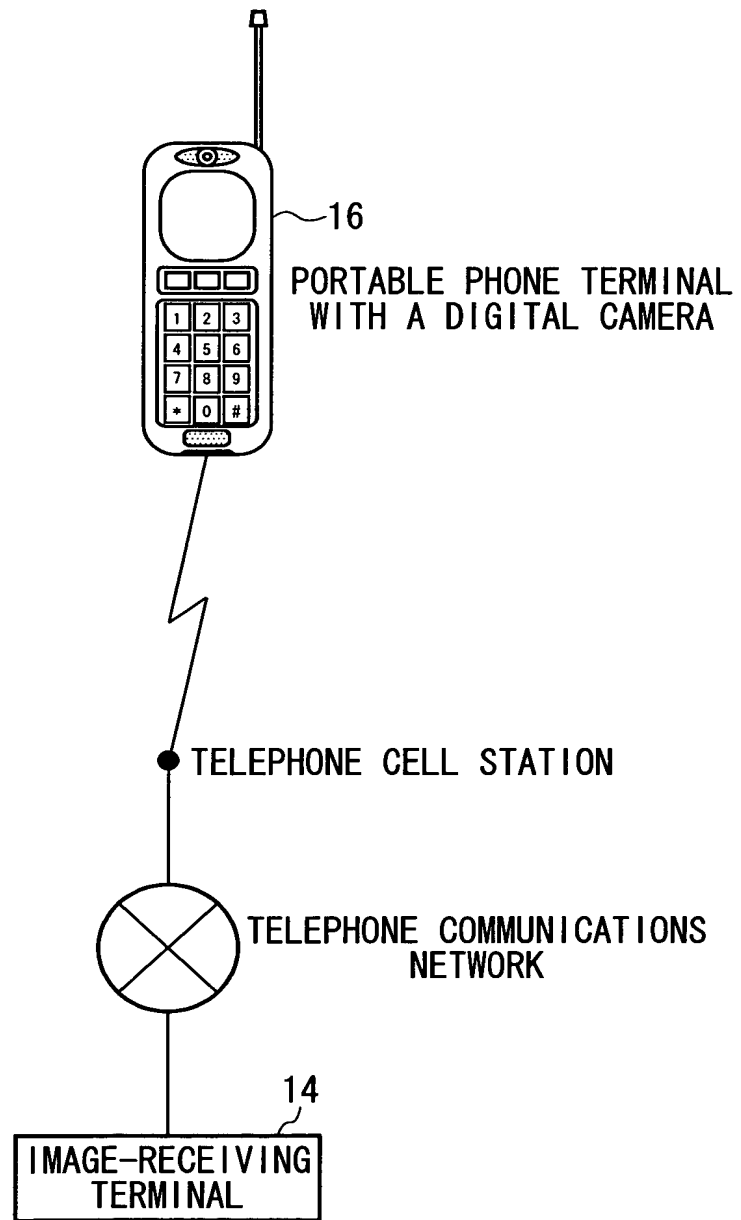 16
PORTABLE PHONE TERMINAL
WITH A DIGITAL CAMERA
1 2 3
4 5 6
7 8 9
* 0 #
TELEPHONE CELL STATION
TELEPHONE COMMUNICATIONS
NETWORK
14
IMAGE-RECEIVING
TERMINAL